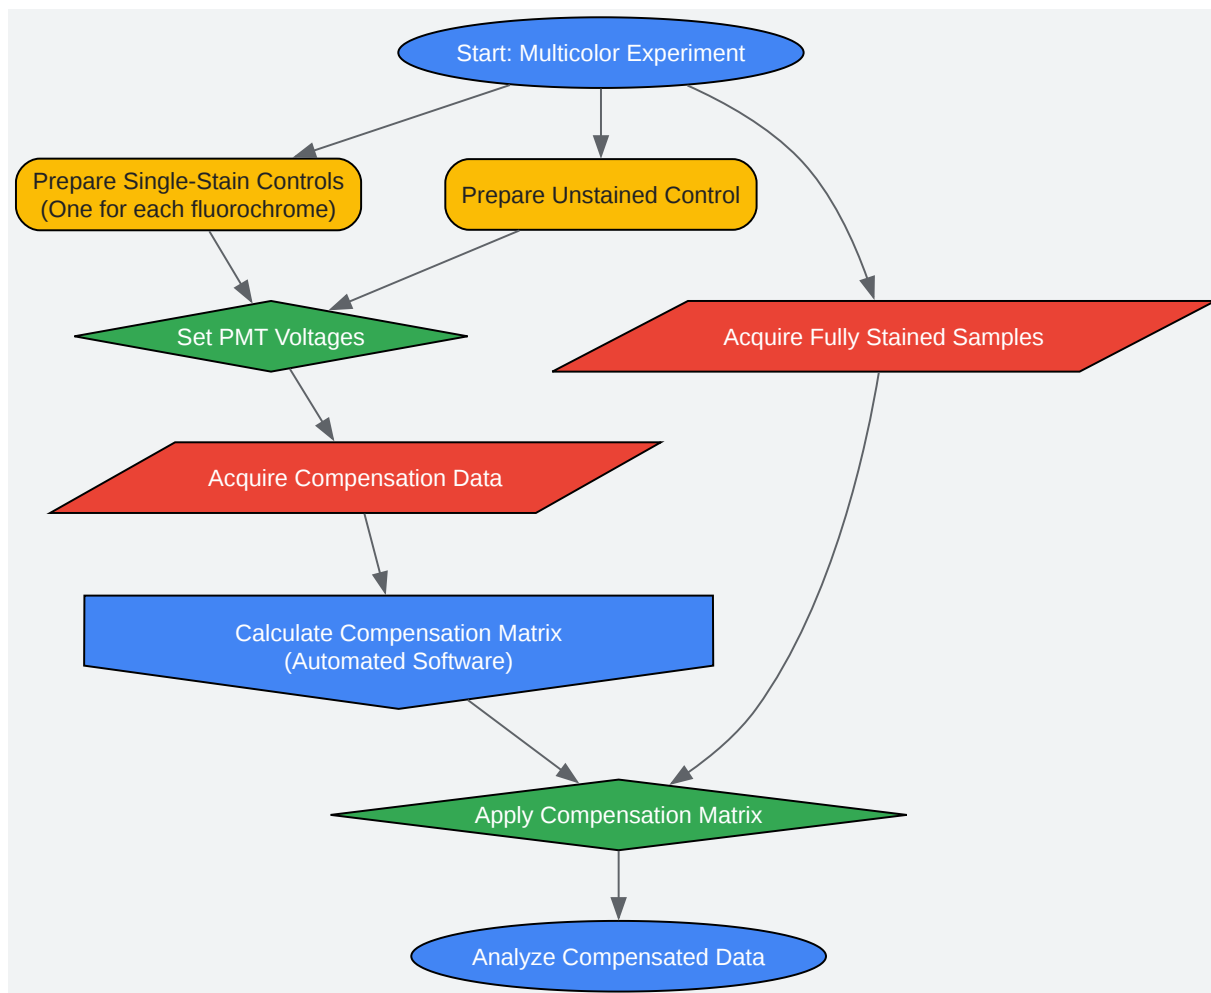 Start: Multicolor Experiment
Prepare Single-Stain Controls
(One for each fluorochrome)
Prepare Unstained Control
Set PMT Voltages
Acquire Fully Stained Samples
Acquire Compensation Data
Calculate Compensation Matrix
(Automated Software)
Apply Compensation Matrix
Analyze Compensated Data